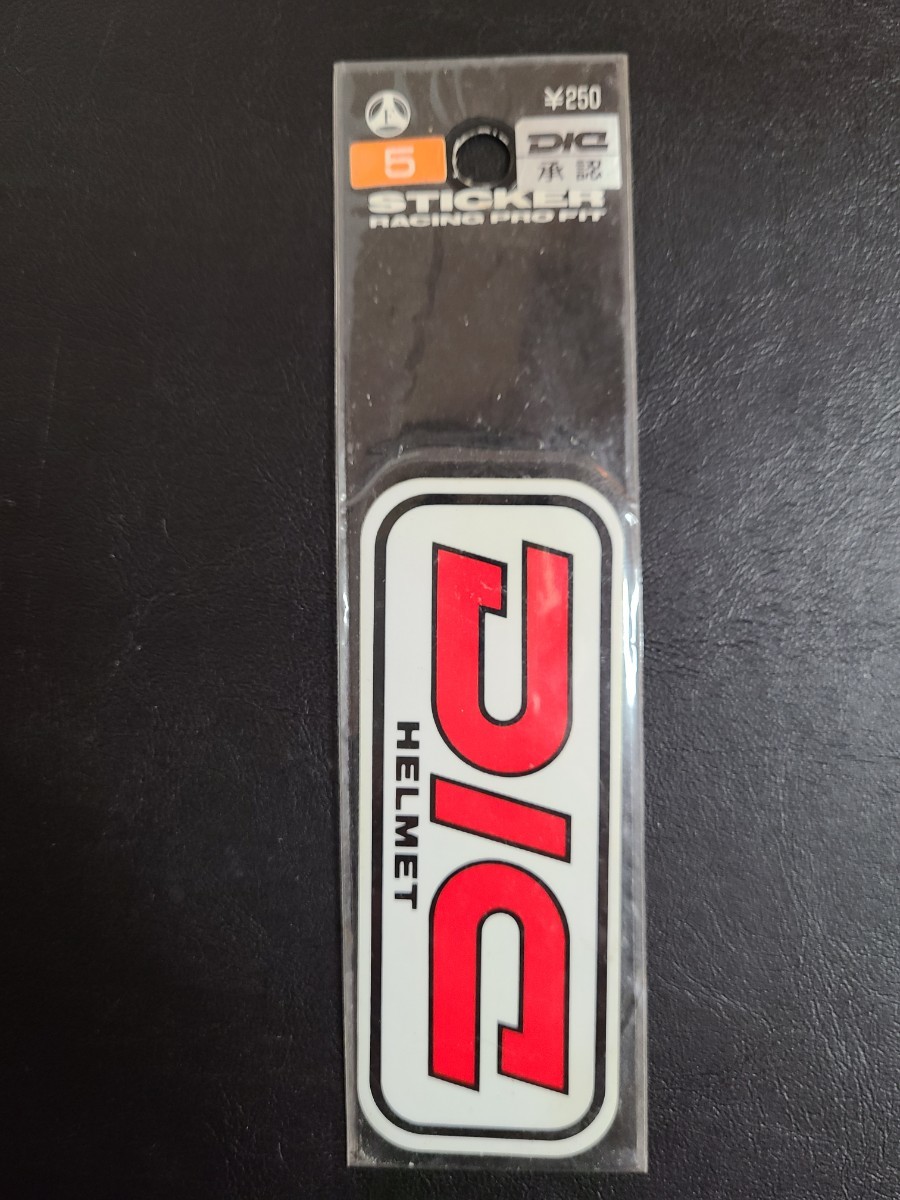 ¥250
5
DIC
承認
STICKER
RACING PRO FIT
DIC
HELMET